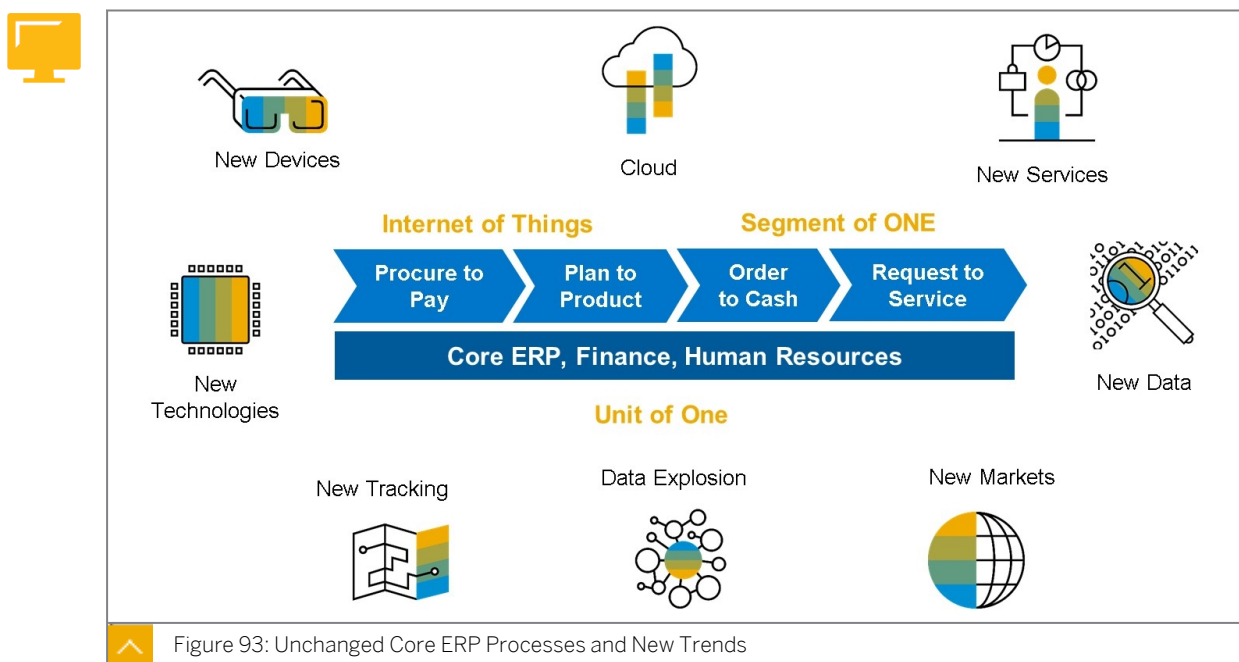 New Devices
Cloud
New Services
Internet of Things
Segment of ONE
Procure to
Pay
Plan to
Product
Order
to Cash
Request to
Service
Core ERP, Finance, Human Resources
New
Technologies
New Data
Unit of One
New Tracking
Data Explosion
New Markets
Figure 93: Unchanged Core ERP Processes and New Trends